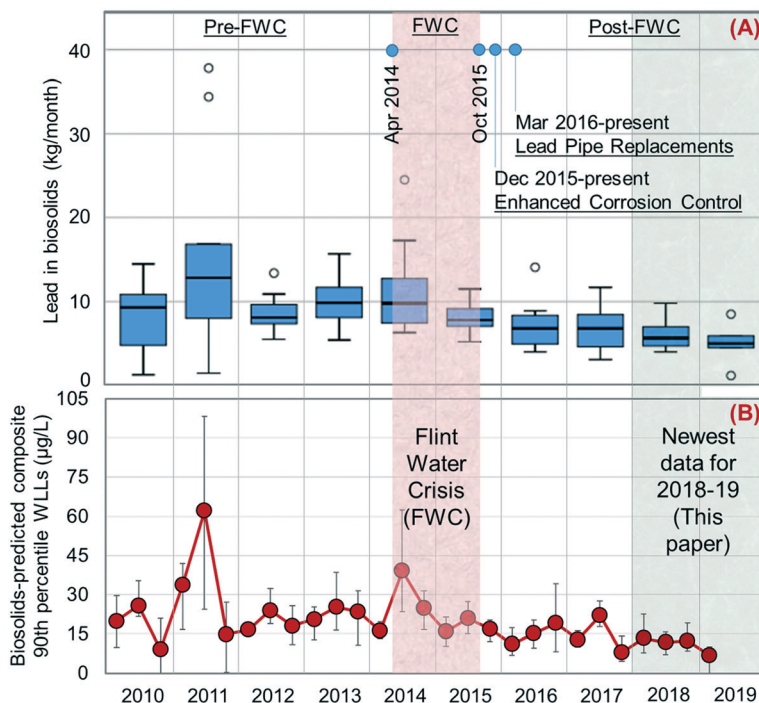 Pre-FWC
FWC
Post-FWC
(A)
40
30
20
10
0
Lead in biosolids (kg/month)
Apr 2014
Oct 2015
Mar 2016-present
Lead Pipe Replacements
Dec 2015-present
Enhanced Corrosion Control
105
90
75
60
45
30
15
0
Biosolids-predicted composite
90th percentile WLLs (µg/L)
(B)
Flint
Water
Crisis
(FWC)
Newest
data for
2018-19
(This
paper)
2010 2011 2012 2013 2014 2015 2016 2017 2018 2019